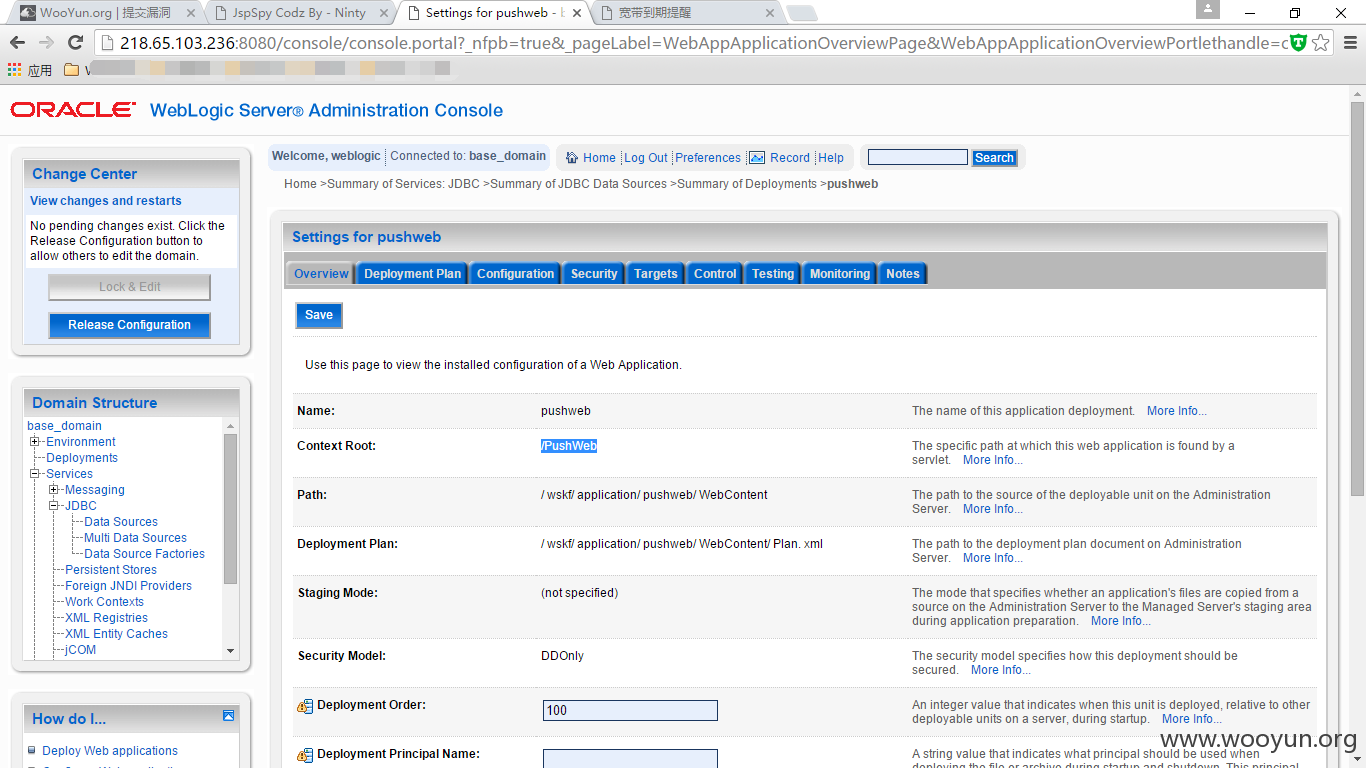 WooYun.org | 提交漏洞
JspSpy Codz By - Ninty
Settings for pushweb - b
宽带到期提醒
218.65.103.236:8080/console/console.portal?_nfpb=true&_pageLabel=WebAppApplicationOverviewPage&WebAppApplicationOverviewPortlethandle=c
应用
ORACLE WebLogic Server® Administration Console
Change Center
View changes and restarts
No pending changes exist. Click the
Release Configuration button to
allow others to edit the domain.
Lock & Edit
Release Configuration
Domain Structure
base_domain
Environment
Deployments
Services
Messaging
JDBC
Data Sources
Multi Data Sources
Data Source Factories
Persistent Stores
Foreign JNDI Providers
Work Contexts
XML Registries
XML Entity Caches
jCOM
How do I...
Deploy Web applications
Welcome, weblogic Connected to: base_domain
Home Log Out Preferences Record Help
Search
Home >Summary of Services: JDBC >Summary of JDBC Data Sources >Summary of Deployments >pushweb
Settings for pushweb
Overview Deployment Plan Configuration Security Targets Control Testing Monitoring Notes
Save
Use this page to view the installed configuration of a Web Application.
Name: pushweb The name of this application deployment. More Info...
Context Root: /PushWeb The specific path at which this web application is found by a
servlet. More Info...
Path: / wskf/ application/ pushweb/ WebContent The path to the source of the deployable unit on the Administration
Server. More Info...
Deployment Plan: / wskf/ application/ pushweb/ WebContent/ Plan. xml The path to the deployment plan document on Administration
Server. More Info...
Staging Mode: (not specified) The mode that specifies whether an application's files are copied from a
source on the Administration Server to the Managed Server's staging area
during application preparation. More Info...
Security Model: DDOnly The security model specifies how this deployment should be
secured. More Info...
Deployment Order: 100 An integer value that indicates when this unit is deployed, relative to other
deployable units on a server, during startup. More Info...
Deployment Principal Name: A string value that indicates what principal should be used when
deploying the file or archive during startup and shutdown. This principal
www.wooyun.org